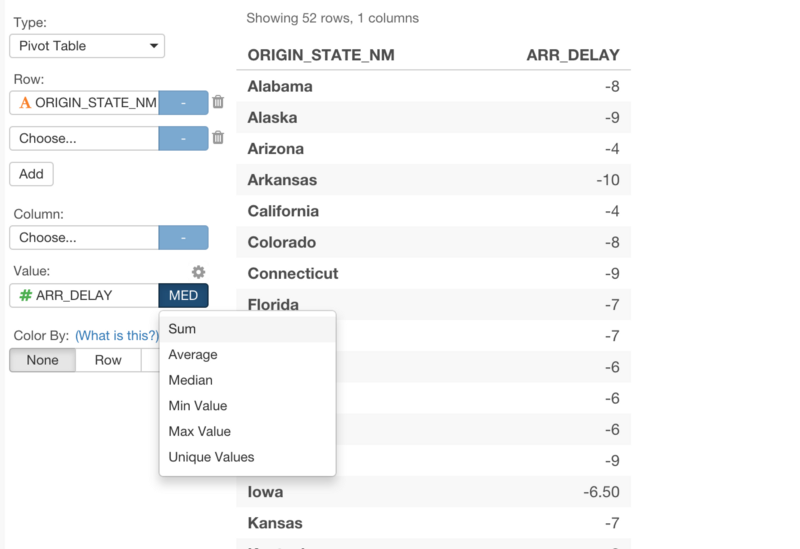 Type:
Pivot Table
Row:
A ORIGIN_STATE_NM -
Choose... -
Add
Column:
Choose... -
Value:
# ARR_DELAY MED
Color By: (What is this?)
None Row
Sum
Average
Median
Min Value
Max Value
Unique Values
Showing 52 rows, 1 columns
ORIGIN_STATE_NM ARR_DELAY
Alabama -8
Alaska -9
Arizona -4
Arkansas -10
California -4
Colorado -8
Connecticut -9
Florida -7
-7
-6
-6
-6
-9
Iowa -6.50
Kansas -7